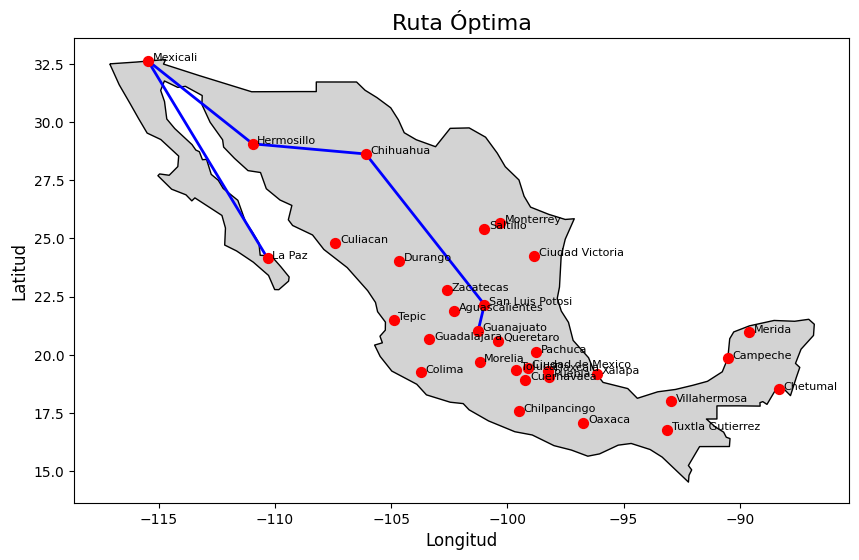 Ruta Óptima
Latitud
32.5
30.0
27.5
25.0
22.5
20.0
17.5
15.0
Mexicali
Hermosillo
Chihuahua
Monterrey
Saltillo
Culiacan
Ciudad Victoria
La Paz
Durango
Zacatecas
San Luis Potosi
Aguascalientes
Tepic
Guanajuato
Merida
Guadalajara
Queretaro
Pachuca
Campeche
Morelia
Ciudad de Mexico
Toluca
Tlaxcala
Colima
Puebla
Xalapa
Cuernavaca
Chetumal
Villahermosa
Chilpancingo
Oaxaca
Tuxtla Gutierrez
−115
−110
−105
−100
−95
−90
Longitud